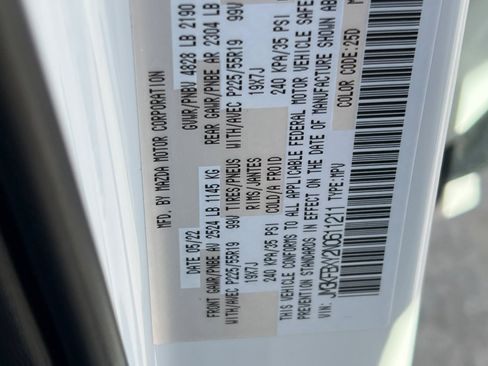 MFD. BY MAZDA MOTOR CORPORATION
DATE 05/22 GVWR/PNBV 4828 LB 2190
FRONT GAWR/PNBE AV 2524 LB 1145 KG REAR GAWR/PNBE AR 2304 LB
WITH/AVEC P225/55R19 99V TIRES/PNEUS WITH/AVEC P225/55R19 99V
19X7J RIMS/JANTES 19X7J
240 KPA/35 PSI COLD/A FROID 240 KPA/35 PSI
THIS VEHICLE CONFORMS TO ALL APPLICABLE FEDERAL MOTOR VEHICLE SAFE
STANDARDS IN EFFECT ON THE DATE OF MANUFACTURE SHOWN AB
VIN: TYPE:MPV COLOR CODE:25D